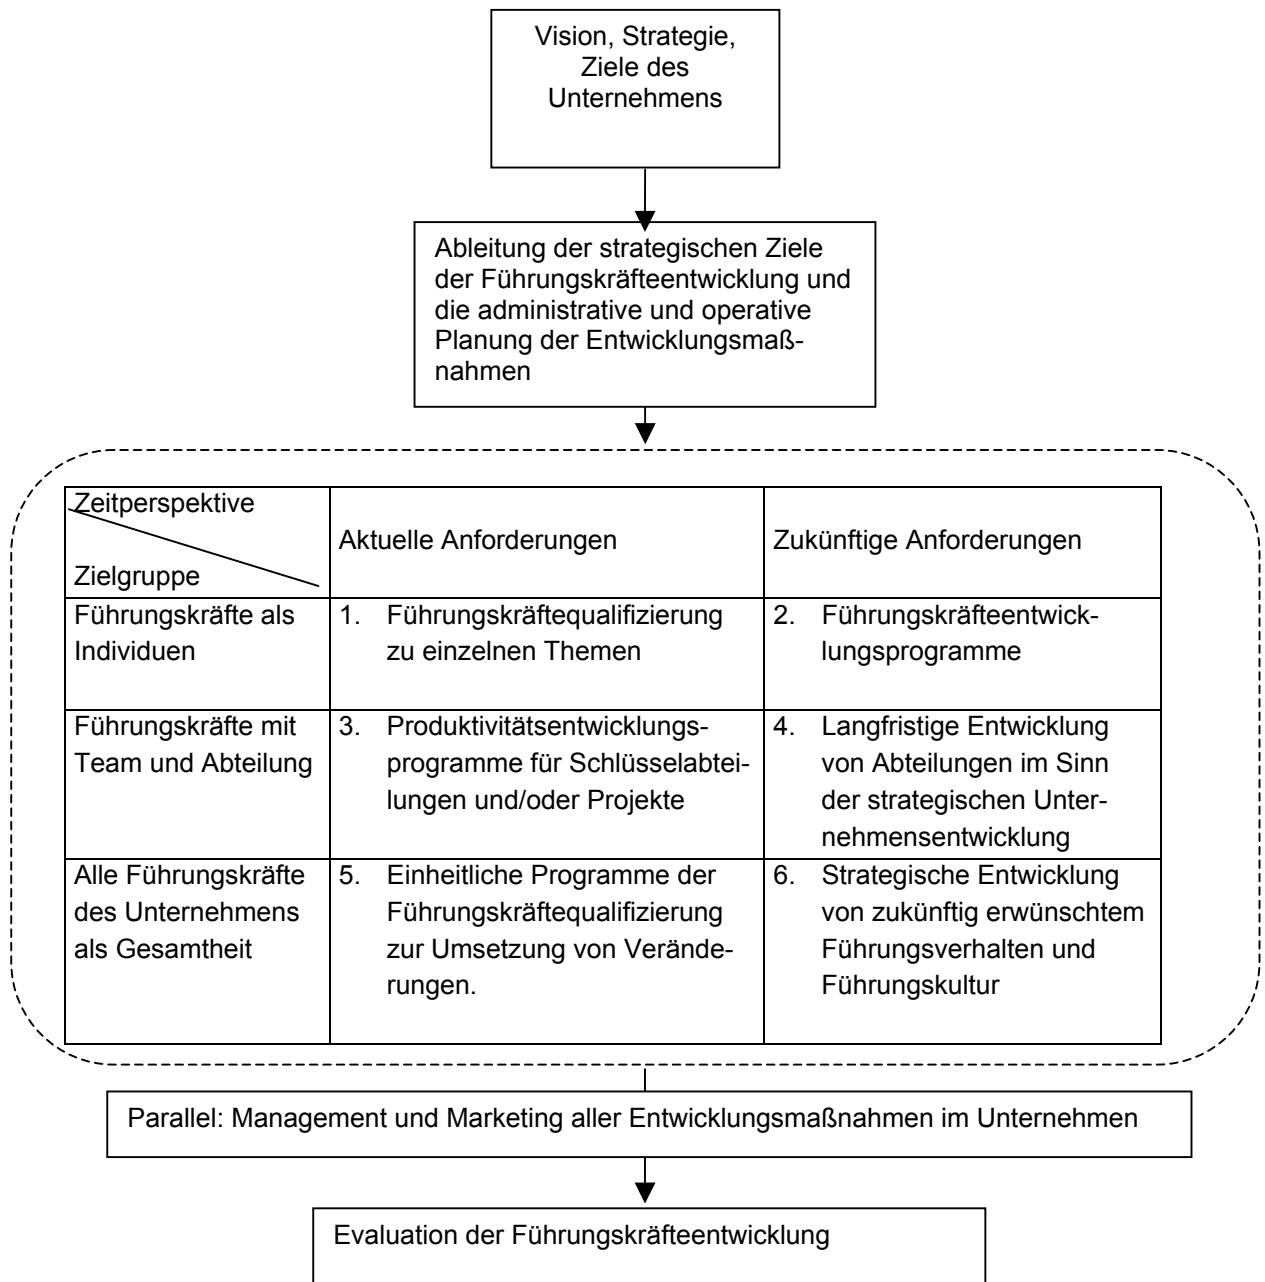 Vision, Strategie,
Ziele des
Unternehmens
Ableitung der strategischen Ziele
der Führungskräfteentwicklung und
die administrative und operative
Planung der Entwicklungsmaß-
nahmen
Zeitperspektive
Zielgruppe
Aktuelle Anforderungen
Zukünftige Anforderungen
Führungskräfte als
Individuen
1. Führungskräftequalifizierung
zu einzelnen Themen
2. Führungskräfteentwick-
lungsprogramme
Führungskräfte mit
Team und Abteilung
3. Produktivitätsentwicklungs-
programme für Schlüsselabtei-
lungen und/oder Projekte
4. Langfristige Entwicklung
von Abteilungen im Sinn
der strategischen Unter-
nehmensentwicklung
Alle Führungskräfte
des Unternehmens
als Gesamtheit
5. Einheitliche Programme der
Führungskräftequalifizierung
zur Umsetzung von Verände-
rungen.
6. Strategische Entwicklung
von zukünftig erwünschtem
Führungsverhalten und
Führungskultur
Parallel: Management und Marketing aller Entwicklungsmaßnahmen im Unternehmen
Evaluation der Führungskräfteentwicklung